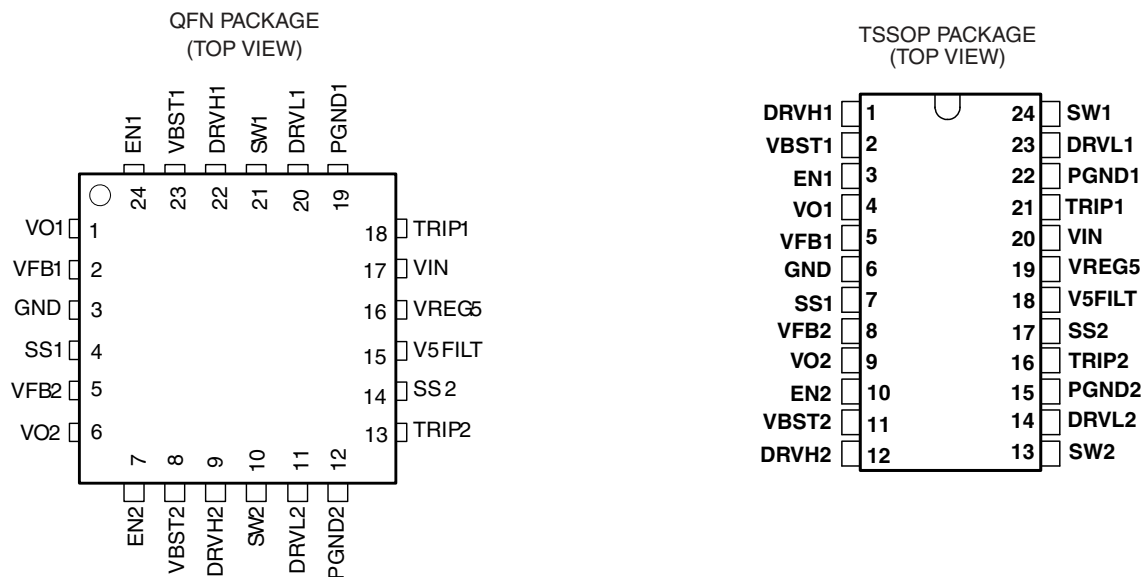 QFN PACKAGE
(TOP VIEW)
EN1
VBST1
DRVH1
SW1
DRVL1
PGND1
24
23
22
21
20
19
VO1 1
VFB1 2
GND 3
SS1 4
VFB2 5
VO2 6
18 TRIP1
17 VIN
16 VREG5
15 V5FILT
14 SS2
13 TRIP2
7
8
9
10
11
12
EN2
VBST2
DRVH2
SW2
DRVL2
PGND2
TSSOP PACKAGE
(TOP VIEW)
DRVH1 1 24 SW1
VBST1 2 23 DRVL1
EN1 3 22 PGND1
VO1 4 21 TRIP1
VFB1 5 20 VIN
GND 6 19 VREG5
SS1 7 18 V5FILT
VFB2 8 17 SS2
VO2 9 16 TRIP2
EN2 10 15 PGND2
VBST2 11 14 DRVL2
DRVH2 12 13 SW2